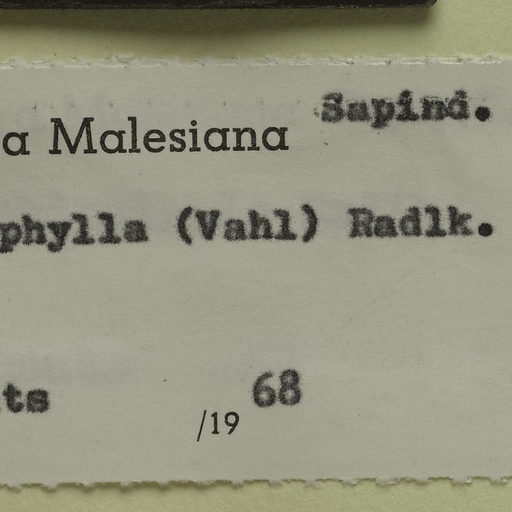 Sapind.
a Malesiana
phylla (Vahl) Radlk.
ts /19 68